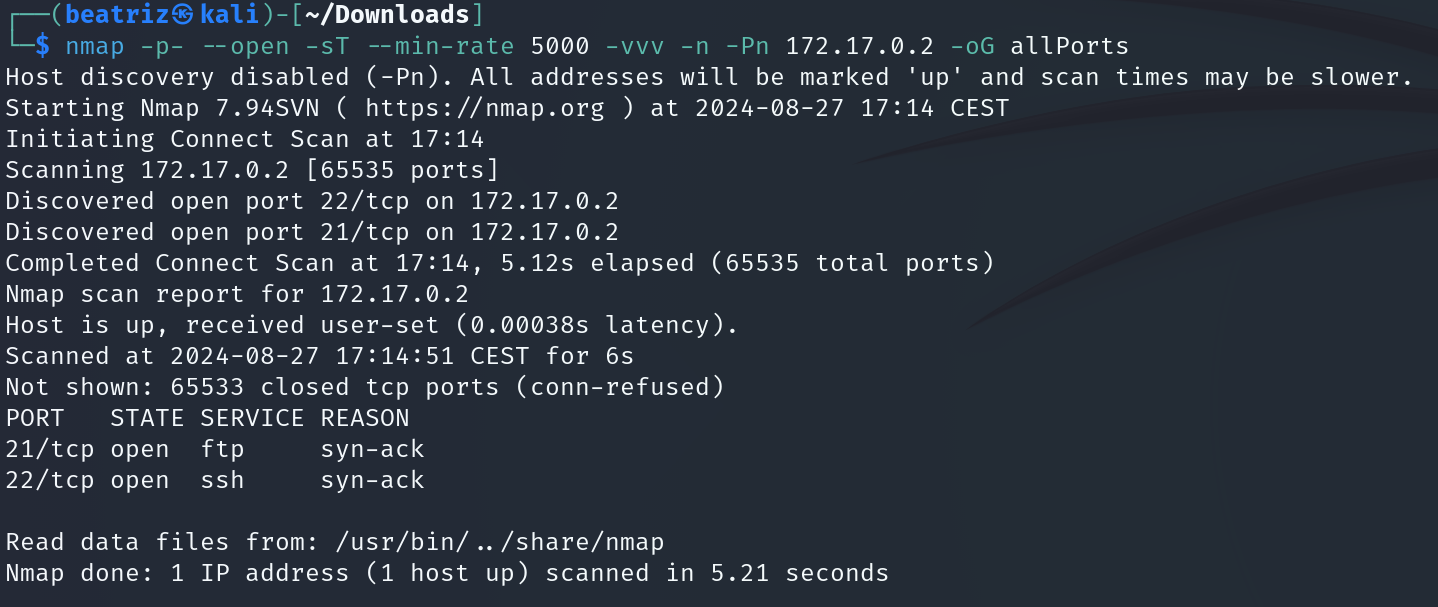 ┌──(beatriz㉿kali)-[~/Downloads]
└─$ nmap -p- --open -sT --min-rate 5000 -vvv -n -Pn 172.17.0.2 -oG allPorts
Host discovery disabled (-Pn). All addresses will be marked 'up' and scan times may be slower.
Starting Nmap 7.94SVN ( https://nmap.org ) at 2024-08-27 17:14 CEST
Initiating Connect Scan at 17:14
Scanning 172.17.0.2 [65535 ports]
Discovered open port 22/tcp on 172.17.0.2
Discovered open port 21/tcp on 172.17.0.2
Completed Connect Scan at 17:14, 5.12s elapsed (65535 total ports)
Nmap scan report for 172.17.0.2
Host is up, received user-set (0.00038s latency).
Scanned at 2024-08-27 17:14:51 CEST for 6s
Not shown: 65533 closed tcp ports (conn-refused)
PORT   STATE SERVICE REASON
21/tcp open  ftp     syn-ack
22/tcp open  ssh     syn-ack
Read data files from: /usr/bin/../share/nmap
Nmap done: 1 IP address (1 host up) scanned in 5.21 seconds